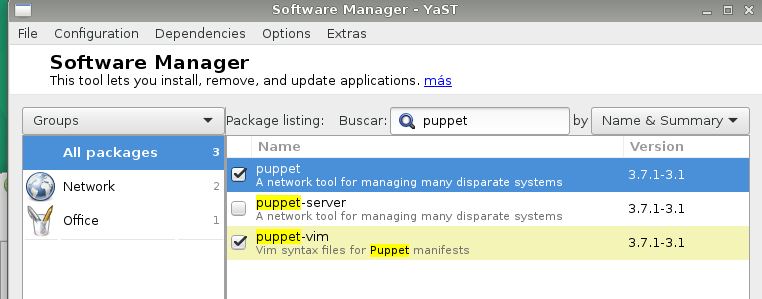 Software Manager - YaST
File Configuration Dependencies Options Extras
Software Manager
This tool lets you install, remove, and update applications. más
Groups Package listing: Buscar: puppet by Name & Summary
Name Version
All packages 3
puppet 3.7.1-3.1
A network tool for managing many disparate systems
Network 2
puppet-server 3.7.1-3.1
A network tool for managing many disparate systems
Office 1
puppet-vim 3.7.1-3.1
Vim syntax files for Puppet manifests